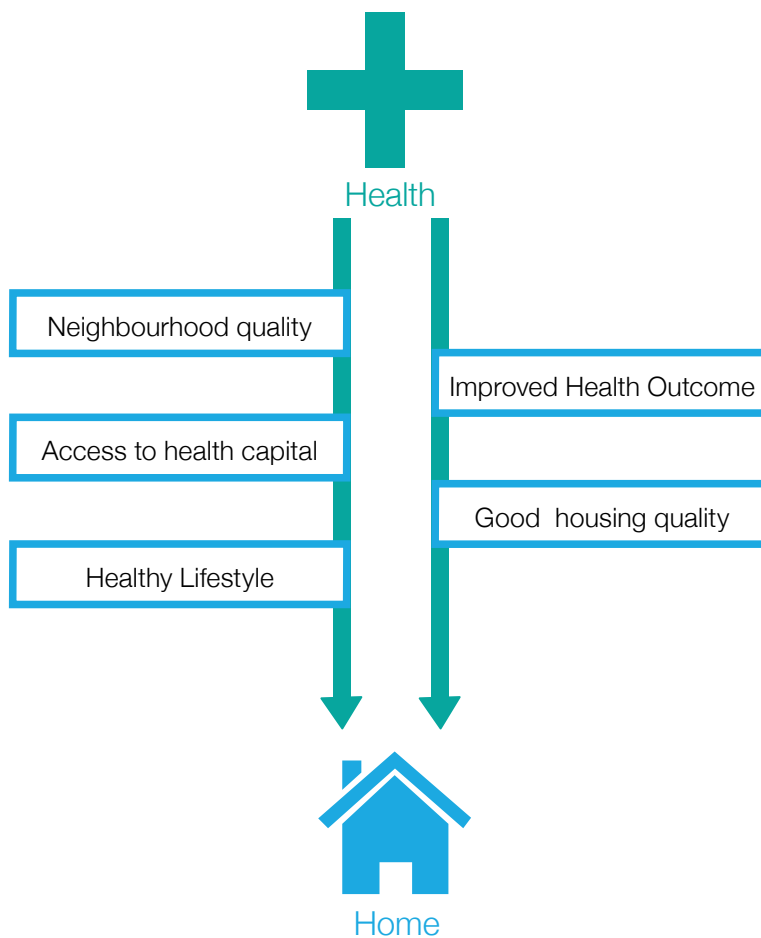 Health
Neighbourhood quality
Improved Health Outcome
Access to health capital
Good  housing quality
Healthy Lifestyle
Home